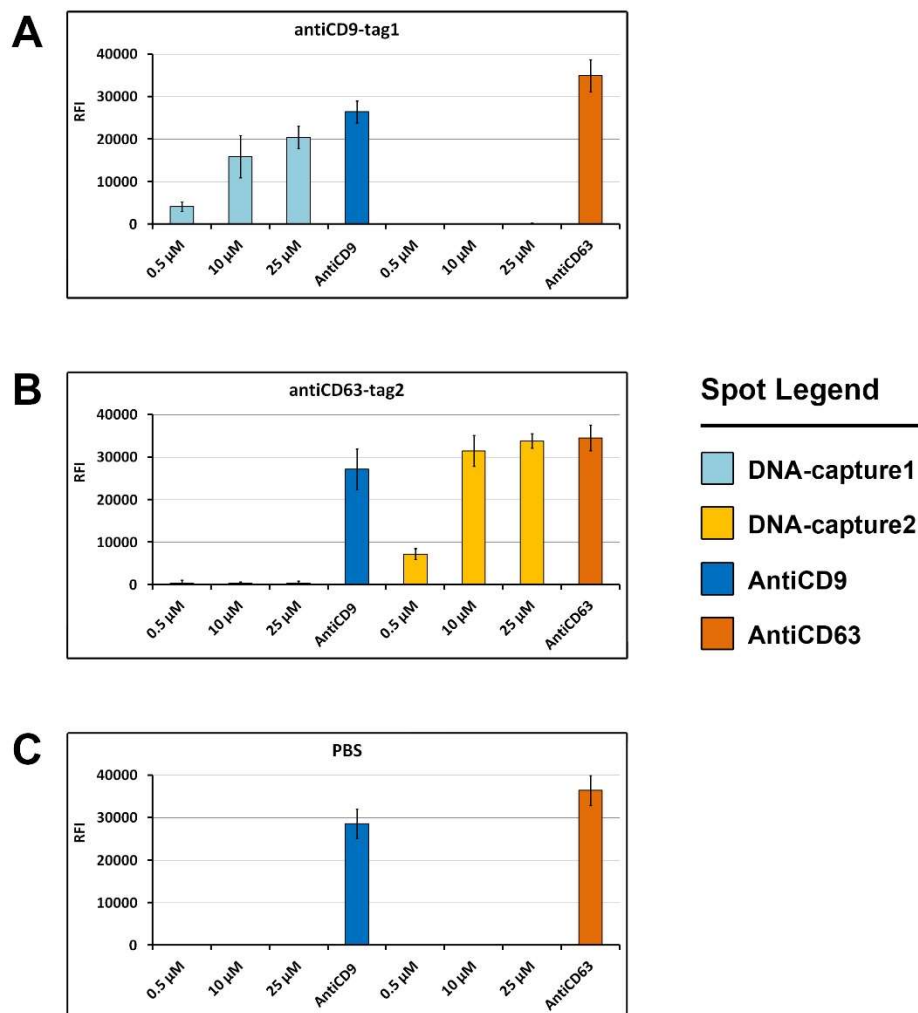 A
antiCD9-tag1
40000
30000
20000
10000
0
RFI
0.5 µM
10 µM
25 µM
AntiCD9
0.5 µM
10 µM
25 µM
AntiCD63
B
antiCD63-tag2
40000
30000
20000
10000
0
RFI
0.5 µM
10 µM
25 µM
AntiCD9
0.5 µM
10 µM
25 µM
AntiCD63
Spot Legend
DNA-capture1
DNA-capture2
AntiCD9
AntiCD63
C
PBS
40000
30000
20000
10000
0
RFI
0.5 µM
10 µM
25 µM
AntiCD9
0.5 µM
10 µM
25 µM
AntiCD63